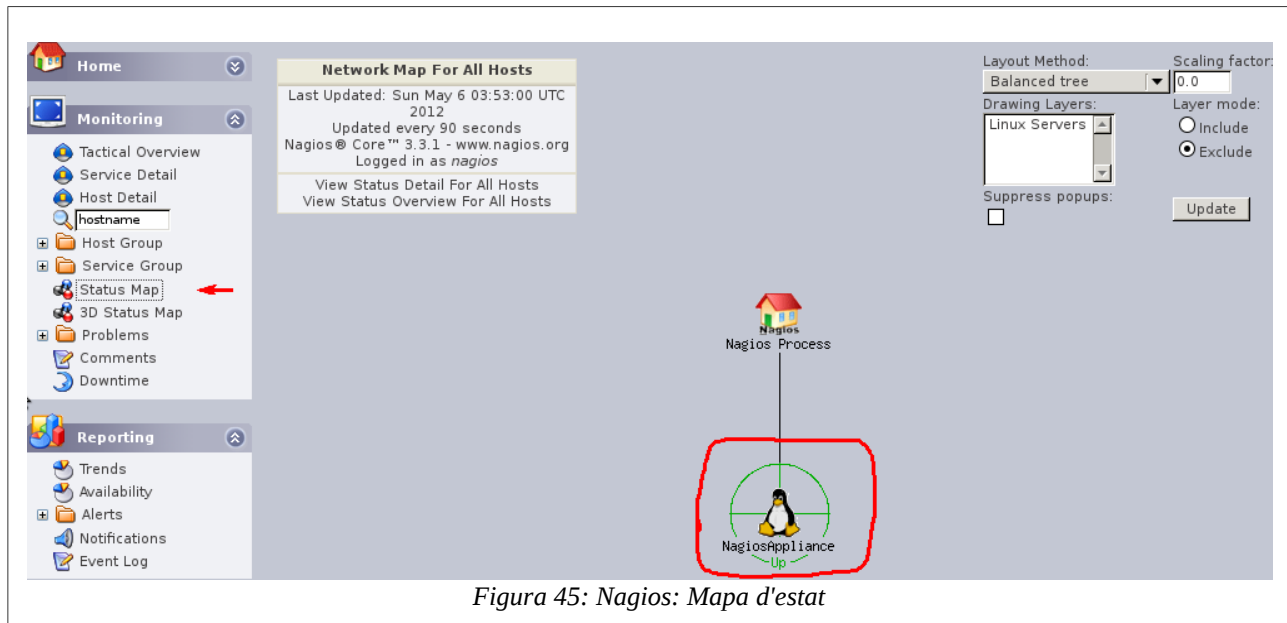 Home
Monitoring
Tactical Overview
Service Detail
Host Detail
hostname
Host Group
Service Group
Status Map
3D Status Map
Problems
Comments
Downtime
Reporting
Trends
Availability
Alerts
Notifications
Event Log
Network Map For All Hosts
Last Updated: Sun May 6 03:53:00 UTC
2012
Updated every 90 seconds
Nagios® Core™ 3.3.1 - www.nagios.org
Logged in as nagios
View Status Detail For All Hosts
View Status Overview For All Hosts
Layout Method:
Scaling factor:
Balanced tree
0.0
Drawing Layers:
Layer mode:
Linux Servers
Include
Exclude
Suppress popups:
Update
Nagios
Nagios Process
NagiosAppliance
Up
Figura 45: Nagios: Mapa d'estat